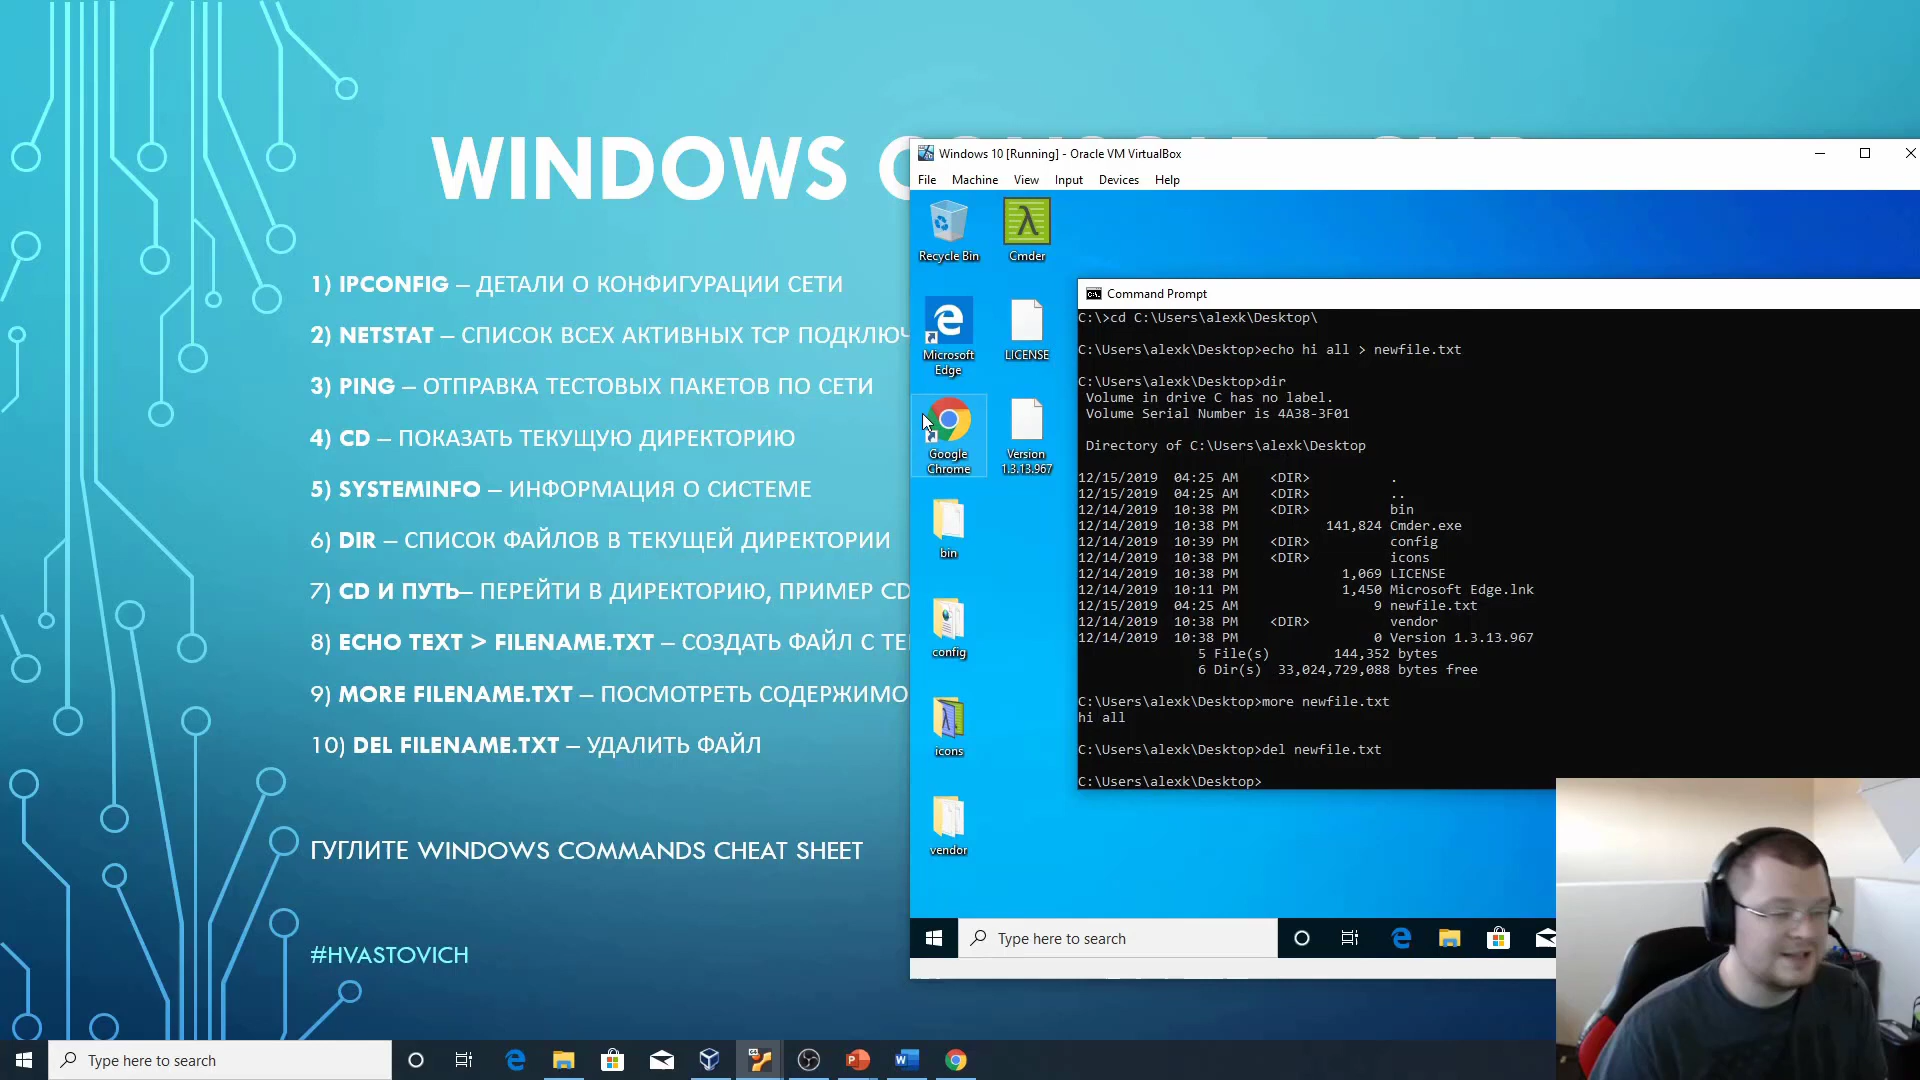 WINDOWS
1) IPCONFIG – ДЕТАЛИ О КОНФИГУРАЦИИ СЕТИ
2) NETSTAT – СПИСОК ВСЕХ АКТИВНЫХ TCP ПОДКЛЮЧ
3) PING – ОТПРАВКА ТЕСТОВЫХ ПАКЕТОВ ПО СЕТИ
4) CD – ПОКАЗАТЬ ТЕКУЩУЮ ДИРЕКТОРИЮ
5) SYSTEMINFO – ИНФОРМАЦИЯ О СИСТЕМЕ
6) DIR – СПИСОК ФАЙЛОВ В ТЕКУЩЕЙ ДИРЕКТОРИИ
7) CD И ПУТЬ– ПЕРЕЙТИ В ДИРЕКТОРИЮ, ПРИМЕР CD
8) ECHO TEXT > FILENAME.TXT – СОЗДАТЬ ФАЙЛ С ТЕ
9) MORE FILENAME.TXT – ПОСМОТРЕТЬ СОДЕРЖИМО
10) DEL FILENAME.TXT – УДАЛИТЬ ФАЙЛ
ГУГЛИТЕ WINDOWS COMMANDS CHEAT SHEET
#HVASTOVICH
Windows 10 [Running] - Oracle VM VirtualBox
File Machine View Input Devices Help
Recycle Bin
Cmder
Microsoft
Edge
LICENSE
Google
Chrome
Version
1.3.13.967
bin
config
icons
vendor
Command Prompt
C:\>cd C:\Users\alexk\Desktop\
C:\Users\alexk\Desktop>echo hi all > newfile.txt
C:\Users\alexk\Desktop>dir
Volume in drive C has no label.
Volume Serial Number is 4A38-3F01
Directory of C:\Users\alexk\Desktop
12/15/2019 04:25 AM <DIR> .
12/15/2019 04:25 AM <DIR> ..
12/14/2019 10:38 PM <DIR> bin
12/14/2019 10:38 PM 141,824 Cmder.exe
12/14/2019 10:39 PM <DIR> config
12/14/2019 10:38 PM <DIR> icons
12/14/2019 10:38 PM 1,069 LICENSE
12/14/2019 10:11 PM 1,450 Microsoft Edge.lnk
12/15/2019 04:25 AM 9 newfile.txt
12/14/2019 10:38 PM <DIR> vendor
12/14/2019 10:38 PM 0 Version 1.3.13.967
5 File(s) 144,352 bytes
6 Dir(s) 33,024,729,088 bytes free
C:\Users\alexk\Desktop>more newfile.txt
hi all
C:\Users\alexk\Desktop>del newfile.txt
C:\Users\alexk\Desktop>
Type here to search
Type here to search